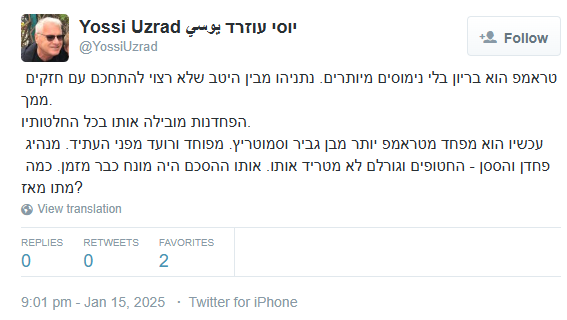 Yossi Uzrad يوسي יוסי עוזרד
@YossiUzrad
Follow
טראמפ הוא בריון בלי נימוסים מיותרים. נתניהו מבין היטב שלא רצוי להתחכם עם חזקים
ממך.
הפחדנות מובילה אותו בכל החלטותיו.
עכשיו הוא מפחד מטראמפ יותר מבן גביר וסמוטריץ. מפוחד ורועד מפני העתיד. מנהיג
פחדן והססן - החטופים וגורלם לא מטריד אותו. אותו ההסכם היה מונח כבר מזמן. כמה
מתו מאז?
View translation
REPLIES RETWEETS FAVORITES
0 0 2
9:01 pm - Jan 15, 2025 · Twitter for iPhone